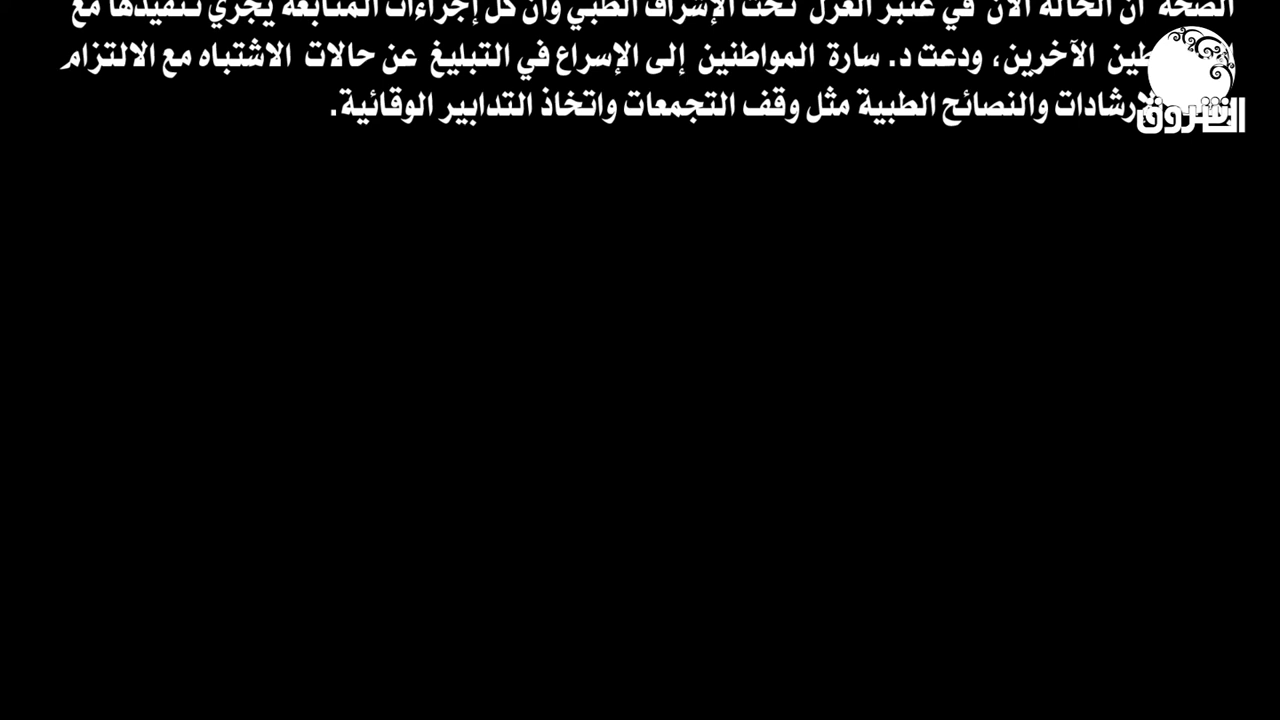 الصحة أن الحالة الآن في عنبر العزل تحت الإشراف الطبي وأن كل إجراءات المتابعة يجري تنفيذها مع
الآخرين، ودعت د. سارة المواطنين إلى الإسراع في التبليغ عن حالات الاشتباه مع الالتزام
والنصائح الطبية مثل وقف التجمعات واتخاذ التدابير الوقائية.
الشروق